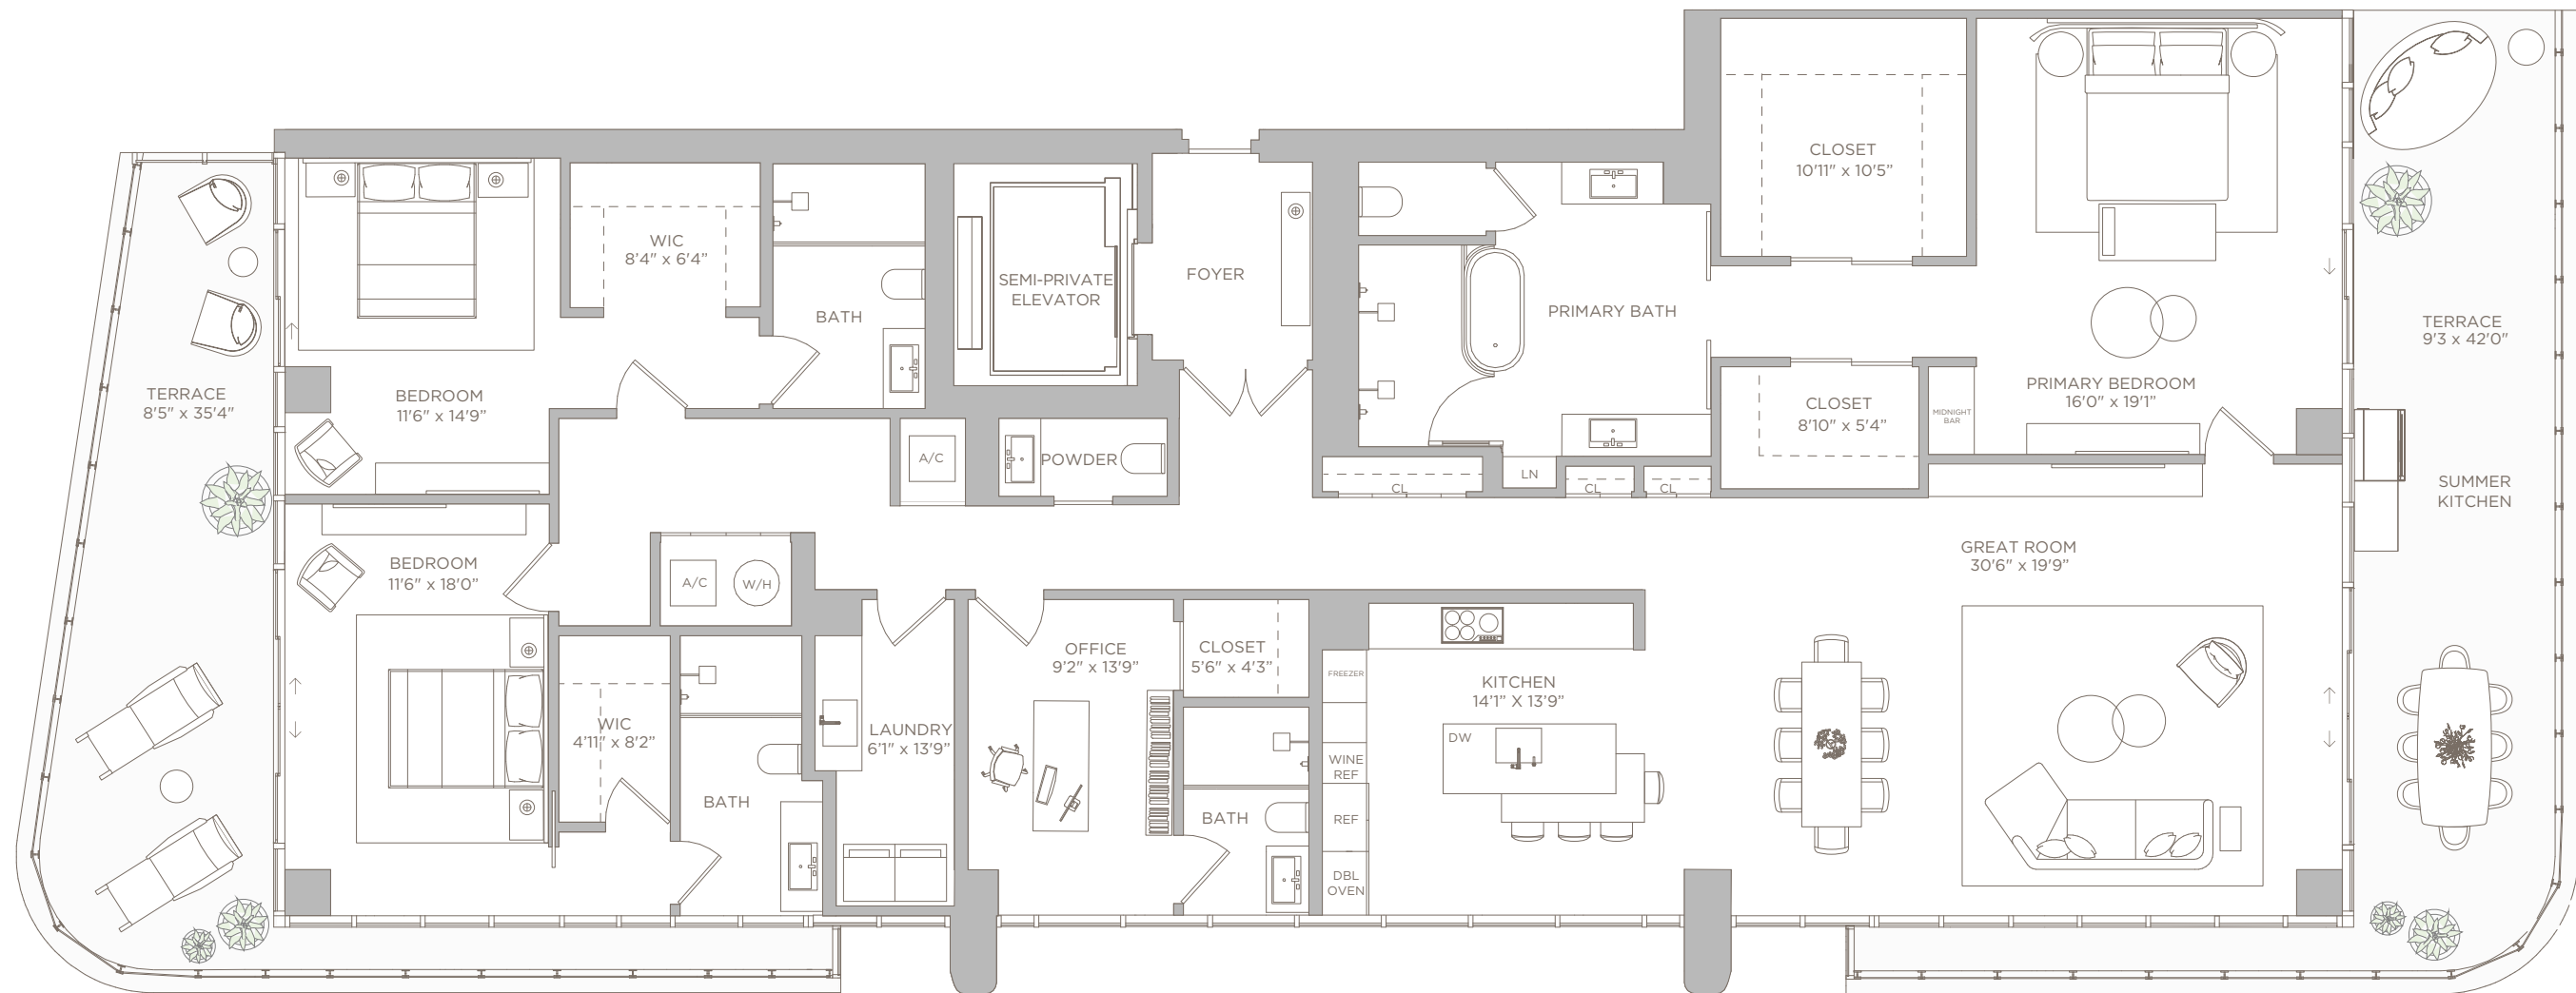 CLOSET
10'11" x 10'5”
WIC
8'4" x 6'4”
SEMI-PRIVATE
ELEVATOR
FOYER
BATH
PRIMARY BATH
TERRACE
9'3 x 42'0"
TERRACE
8'5" x 35'4"
BEDROOM
11'6" x 14'9”
PRIMARY BEDROOM
16'0" x 19'1”
CLOSET
8'10" x 5'4”
MIDNIGHT
BAR
A/C
POWDER
CL
LN
CL
CL
SUMMER
KITCHEN
BEDROOM
11'6" x 18'0”
A/C
W/H
GREAT ROOM
30'6" x 19'9”
OFFICE
9'2" x 13'9”
CLOSET
5'6" x 4'3”
FREEZER
KITCHEN
14'1” X 13'9”
WIC
4'11" x 8'2”
LAUNDRY
6'1" x 13'9”
DW
WINE
REF
BATH
BATH
REF
DBL
OVEN